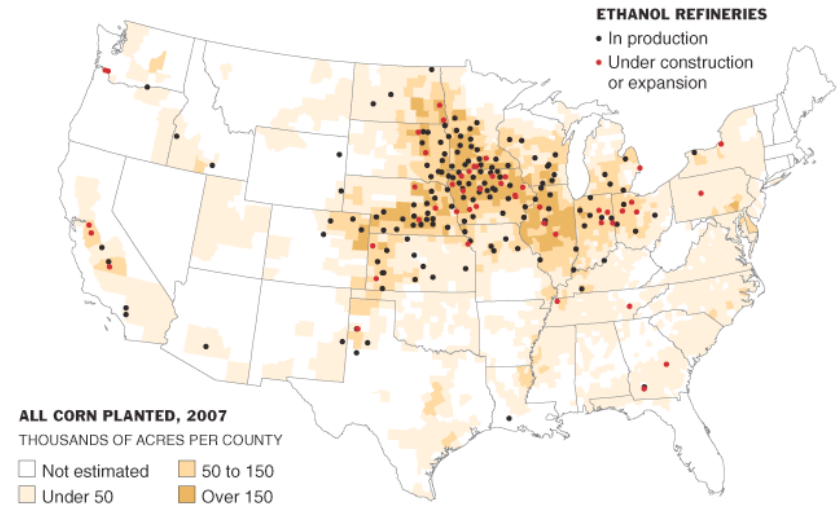 ETHANOL REFINERIES
In production
Under construction
or expansion
ALL CORN PLANTED, 2007
THOUSANDS OF ACRES PER COUNTY
Not estimated
50 to 150
Under 50
Over 150